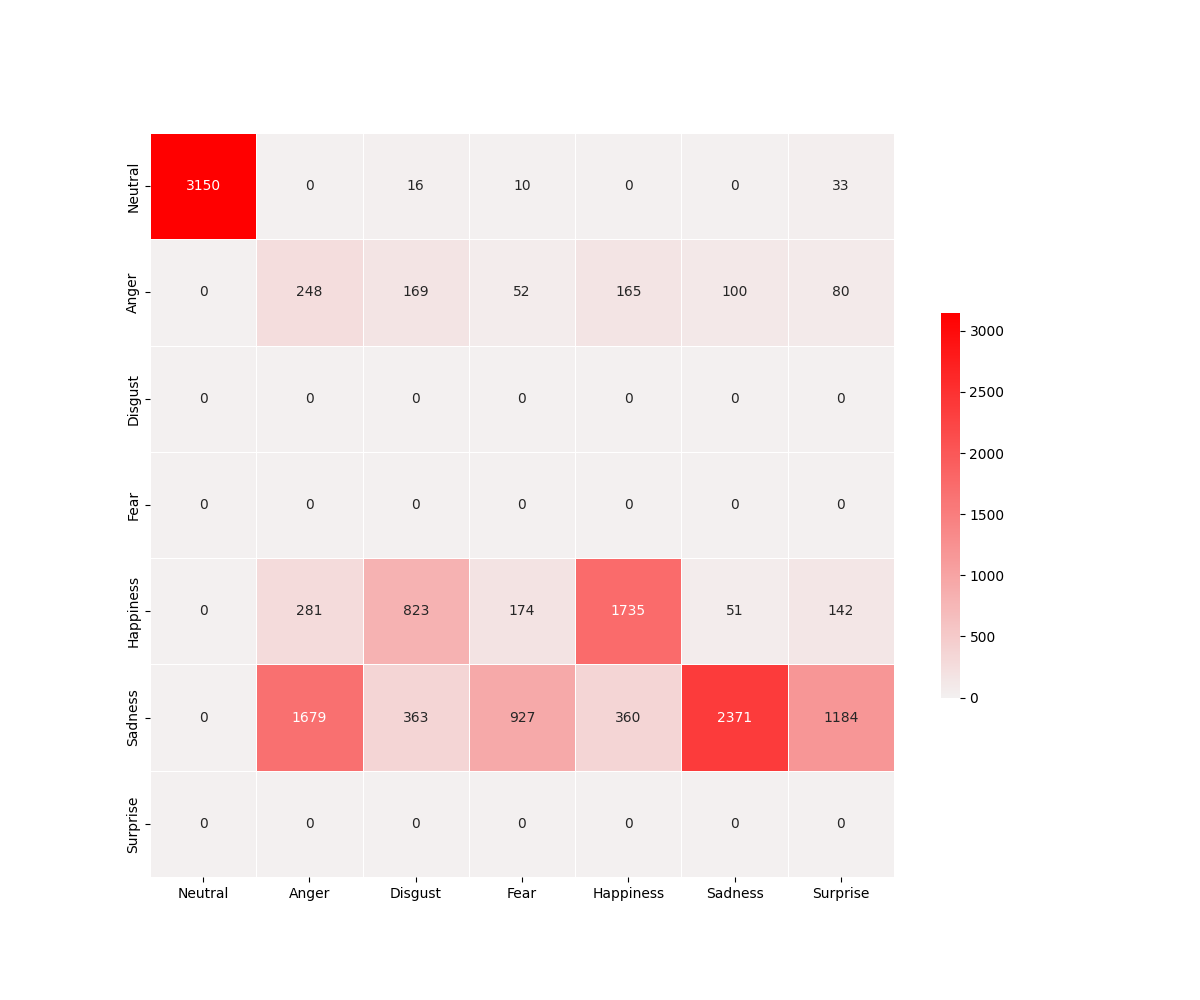 Neutral 3150 0 16 10 0 0 33
Anger 0 248 169 52 165 100 80
Disgust 0 0 0 0 0 0 0
Fear 0 0 0 0 0 0 0
Happiness 0 281 823 174 1735 51 142
Sadness 0 1679 363 927 360 2371 1184
Surprise 0 0 0 0 0 0 0
Neutral Anger Disgust Fear Happiness Sadness Surprise
3000
2500
2000
1500
1000
500
0